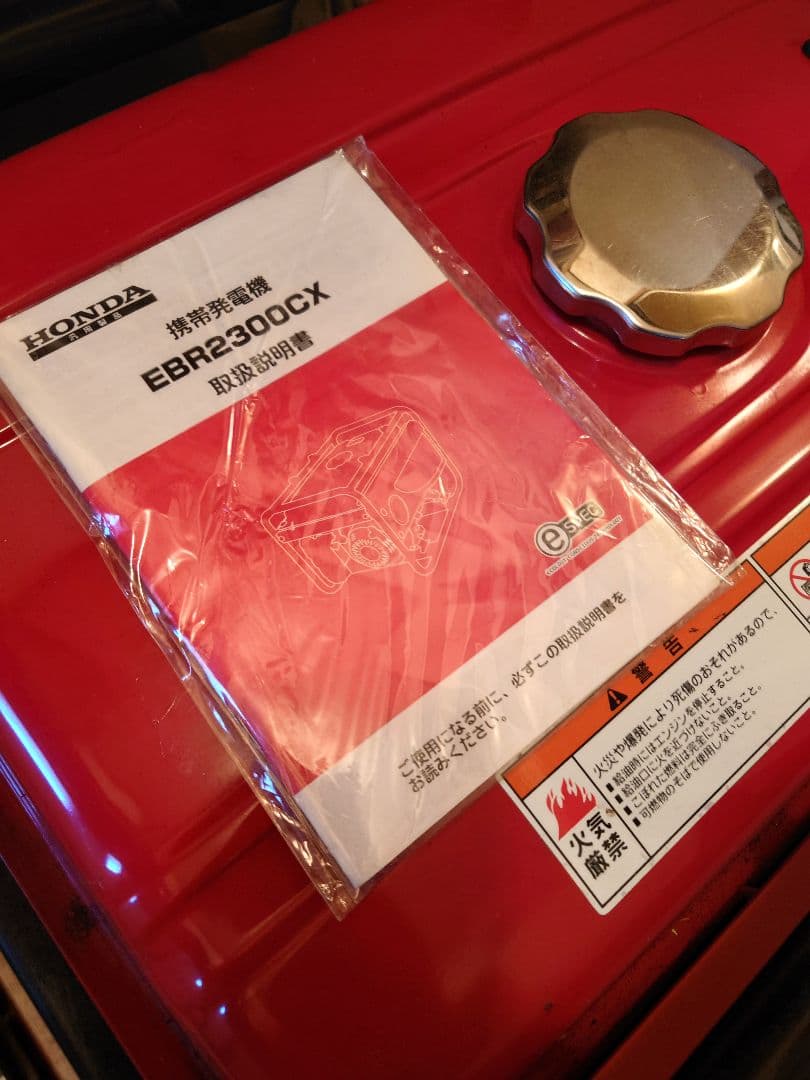 HONDA
汎用製品
携帯発電機
EBR2300CX
取扱説明書
e-SPEC
ご使用になる前に、必ずこの取扱説明書を
お読みください。
警告
火災や爆発により死傷のおそれがあるので、
■給油時にはエンジンを停止すること。
■給油口に火を近づけないこと。
■こぼれた燃料は完全にふき取ること。
■可燃物のそばで使用しないこと。
火気
厳禁